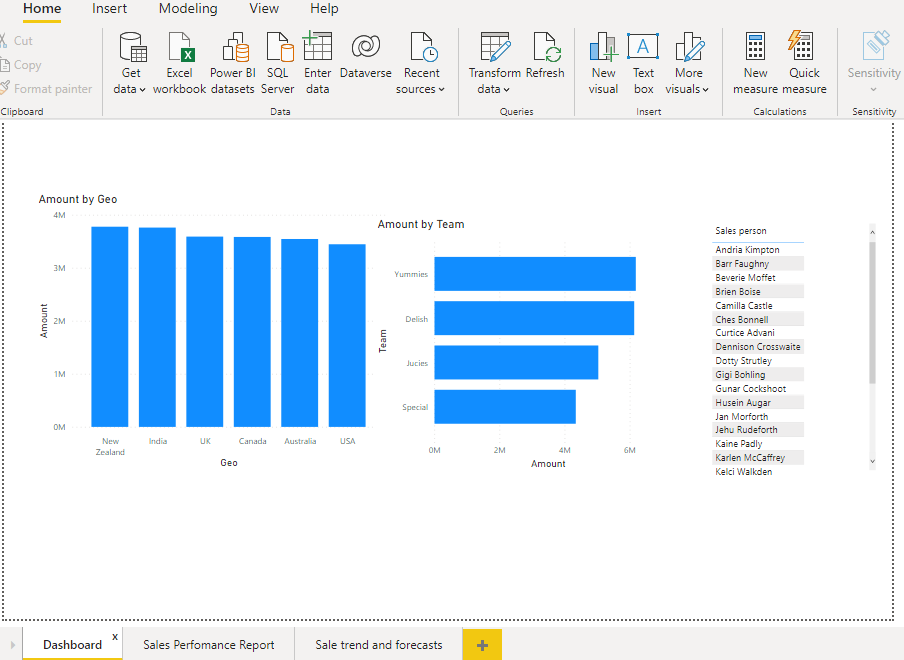 Home Insert Modeling View Help
Cut
Copy
Format painter
Clipboard
Get data
Excel workbook
Power BI datasets
SQL Server
Enter data
Dataverse
Recent sources
Data
Transform data
Refresh
Queries
New visual
Text box
More visuals
Insert
New measure
Quick measure
Calculations
Sensitivity
Sensitivity
Amount by Geo
4M
3M
2M
1M
0M
Amount
New Zealand
India
UK
Canada
Australia
USA
Geo
Amount by Team
Yummies
Delish
Jucies
Special
Team
0M 2M 4M 6M
Amount
Sales person
Andria Kimpton
Barr Faughny
Beverie Moffet
Brien Boise
Camilla Castle
Ches Bonnell
Curtice Advani
Dennison Crosswaite
Dotty Strutley
Gigi Bohling
Gunar Cockshoot
Husein Augar
Jan Morforth
Jehu Rudeforth
Kaine Padly
Karlen McCaffrey
Kelci Walkden
Dashboard x
Sales Perfomance Report
Sale trend and forecasts